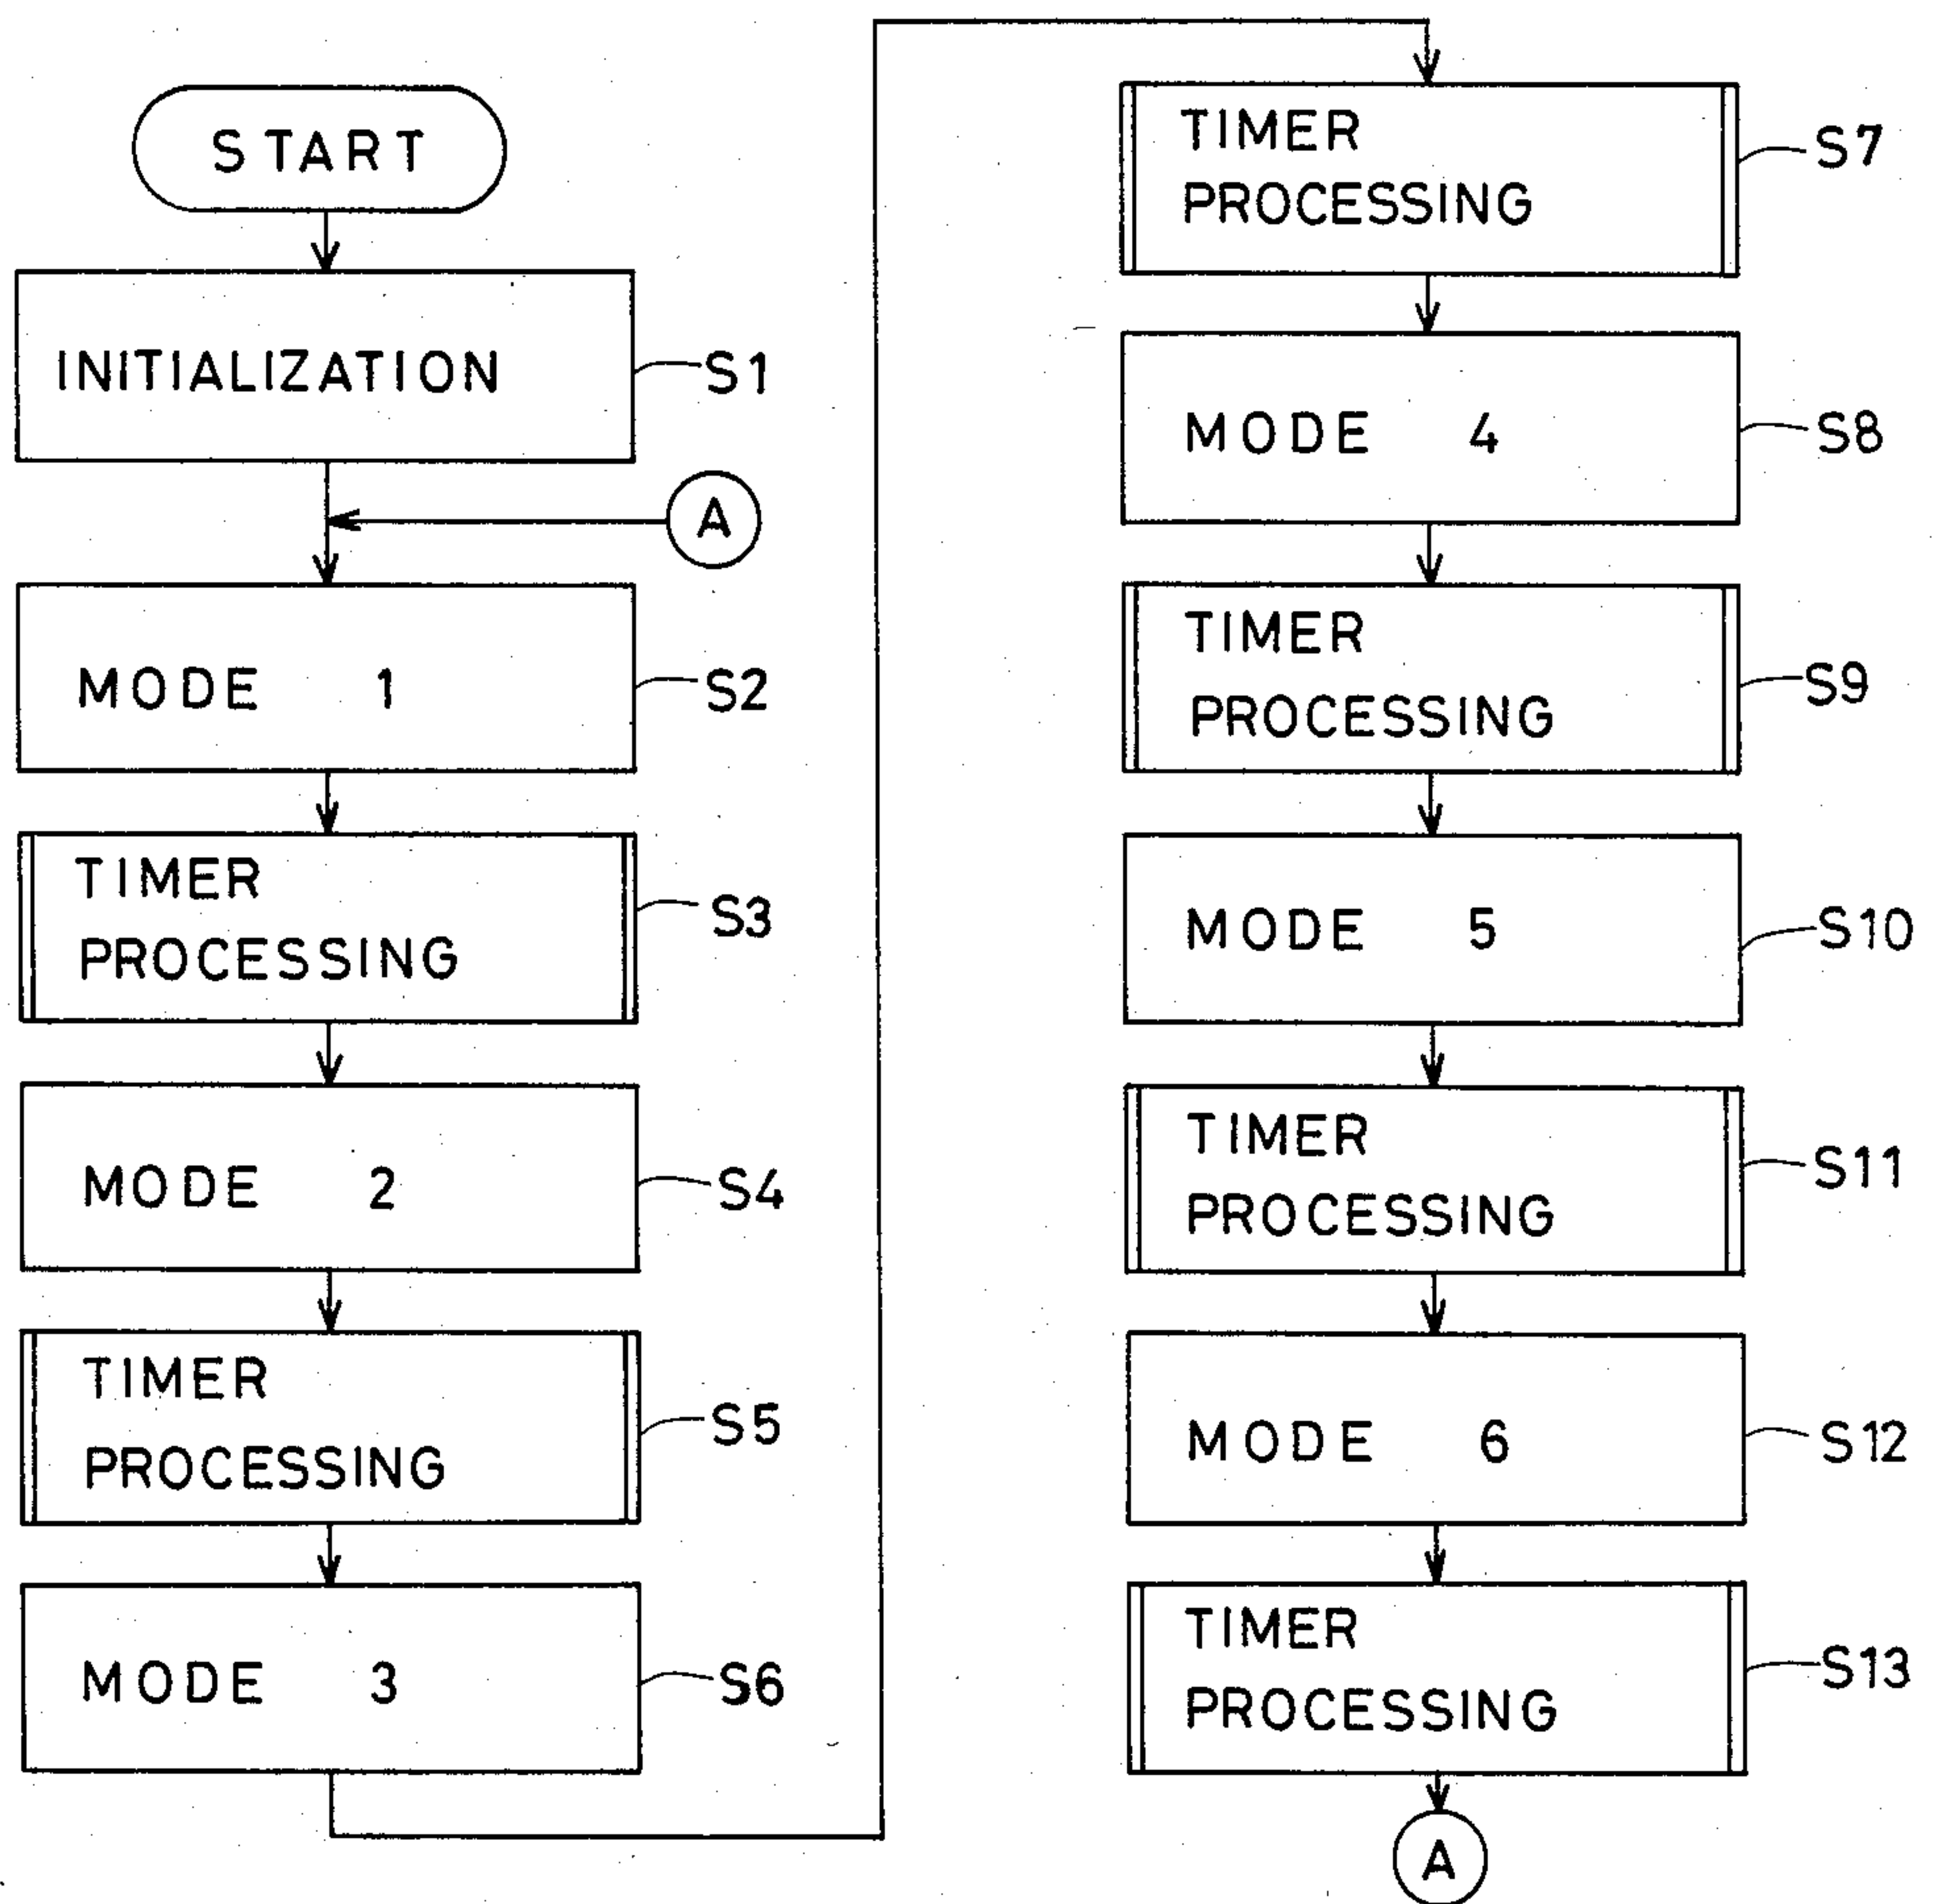 START
INITIALIZATION
S1
A
MODE 1
S2
TIMER
PROCESSING
S3
MODE 2
S4
TIMER
PROCESSING
S5
MODE 3
S6
TIMER
PROCESSING
S7
MODE 4
S8
TIMER
PROCESSING
S9
MODE 5
S10
TIMER
PROCESSING
S11
MODE 6
S12
TIMER
PROCESSING
S13
A